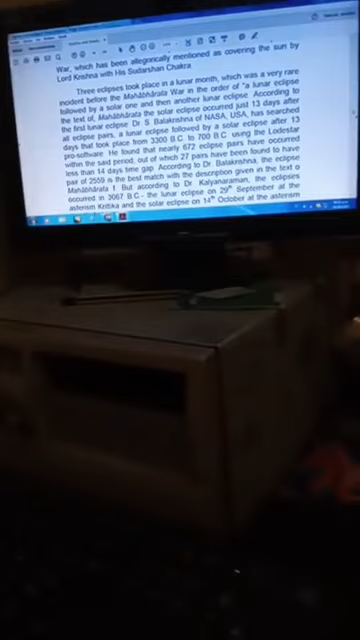 War, which has been allegorically mentioned as covering the sun by
Lord Krishna with His Sudarshan Chakra.
Three eclipses took place in a lunar month, which was a very rare
incident before the Mahābhārata War in the order of "a lunar eclipse
followed by a solar one and then another lunar eclipse. According to
the text of, Mahābhārata the solar eclipse occurred just 13 days after
the first lunar eclipse. Dr. S. Balakrishna of NASA, USA, has searched
all eclipse pairs, a lunar eclipse followed by a solar eclipse after 13
days that took place from 3300 B.C. to 700 B.C. using the Lodestar
pro-software. He found that nearly 672 eclipse pairs have occurred
within the said period, out of which 27 pairs have been found to have
less than 14 days time gap. According to Dr. Balakrishna, the eclipse
pair of 2559 is the best match with the description given in the text o
Mahābhārata 1. But according to Dr. Kalyanaraman, the eclipses
occurred in 3067 B.C.- the lunar eclipse on 29th September at the
asterism Krittika and the solar eclipse on 14th October at the asterism